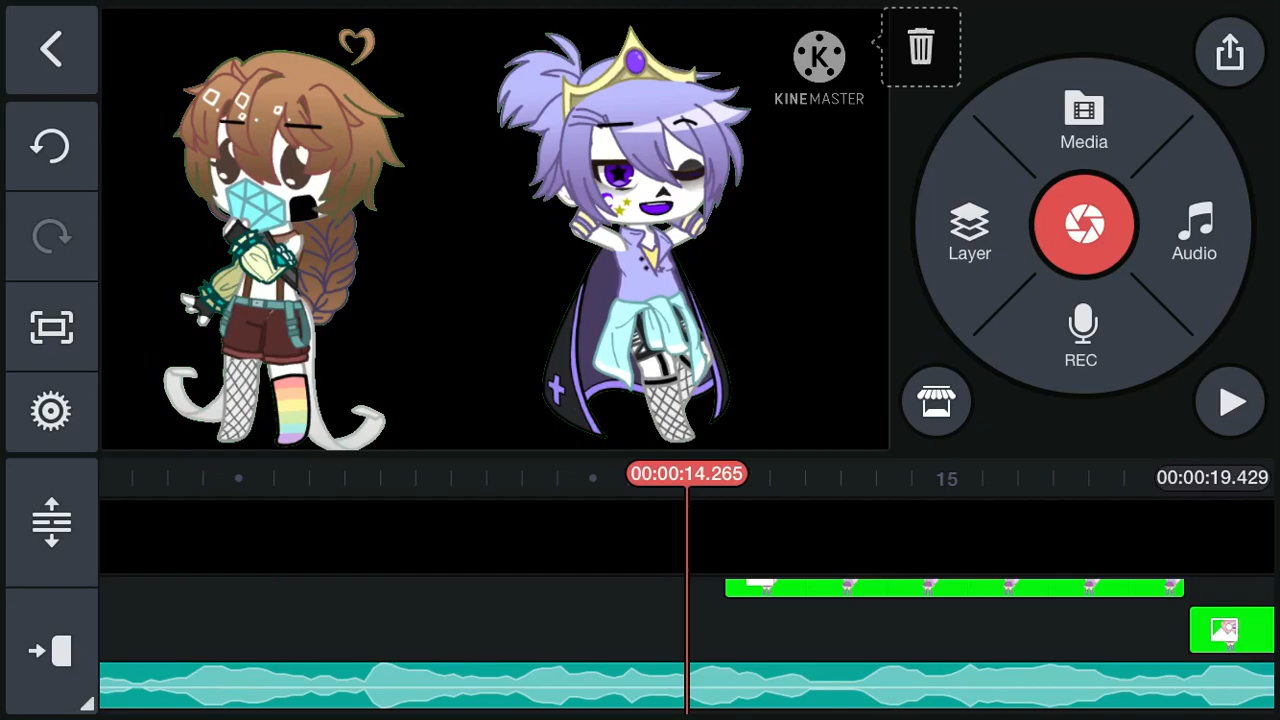 K
KINEMASTER
Media
Layer
Audio
REC
00:00:14.265
15
00:00:19.429